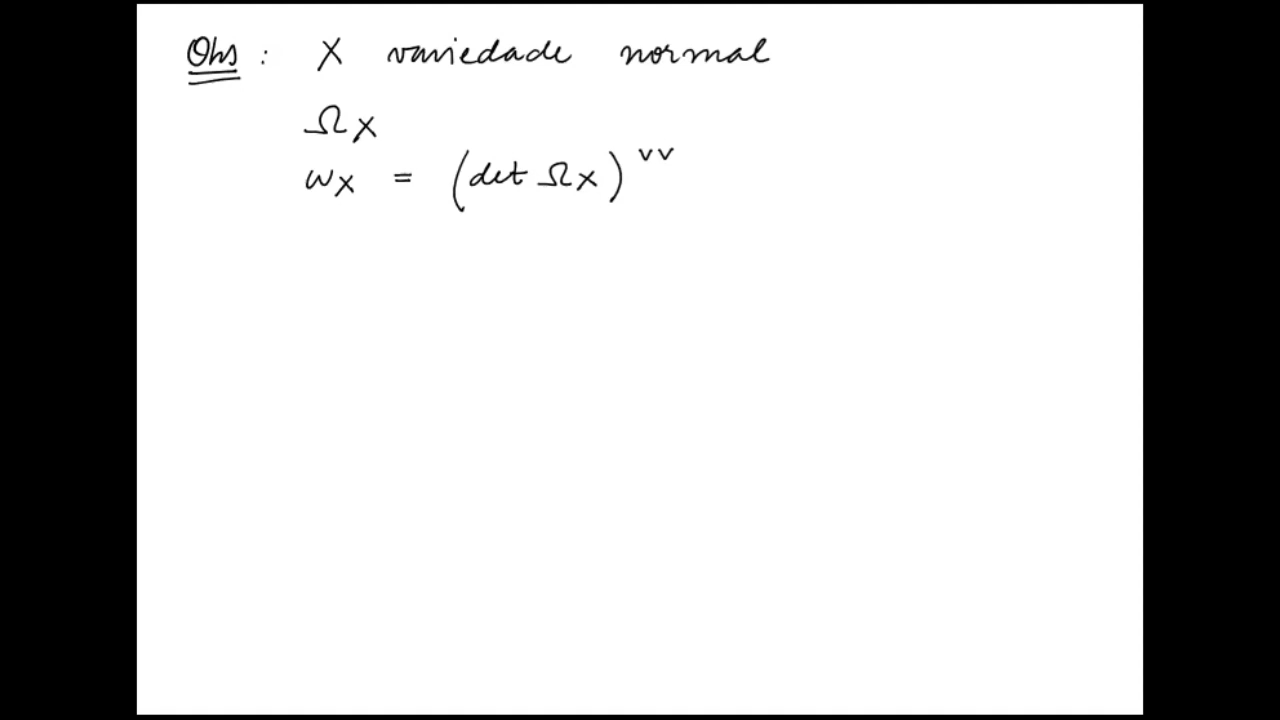 Obs : X variedade normal
Ω_X
ω_X = (det Ω_X)^∨∨